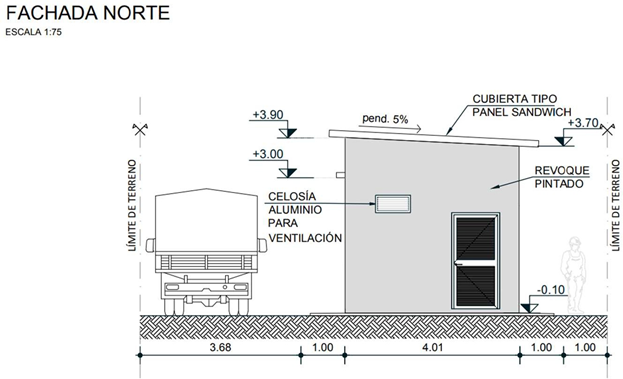 FACHADA NORTE
ESCALA 1:75
CUBIERTA TIPO
PANEL SANDWICH
+3.90
pend. 5%
+3.70
+3.00
REVOQUE
PINTADO
CELOSÍA
ALUMINIO
PARA
VENTILACIÓN
LÍMITE DE TERRENO
LÍMITE DE TERRENO
-0.10
3.68
1.00
4.01
1.00
1.00